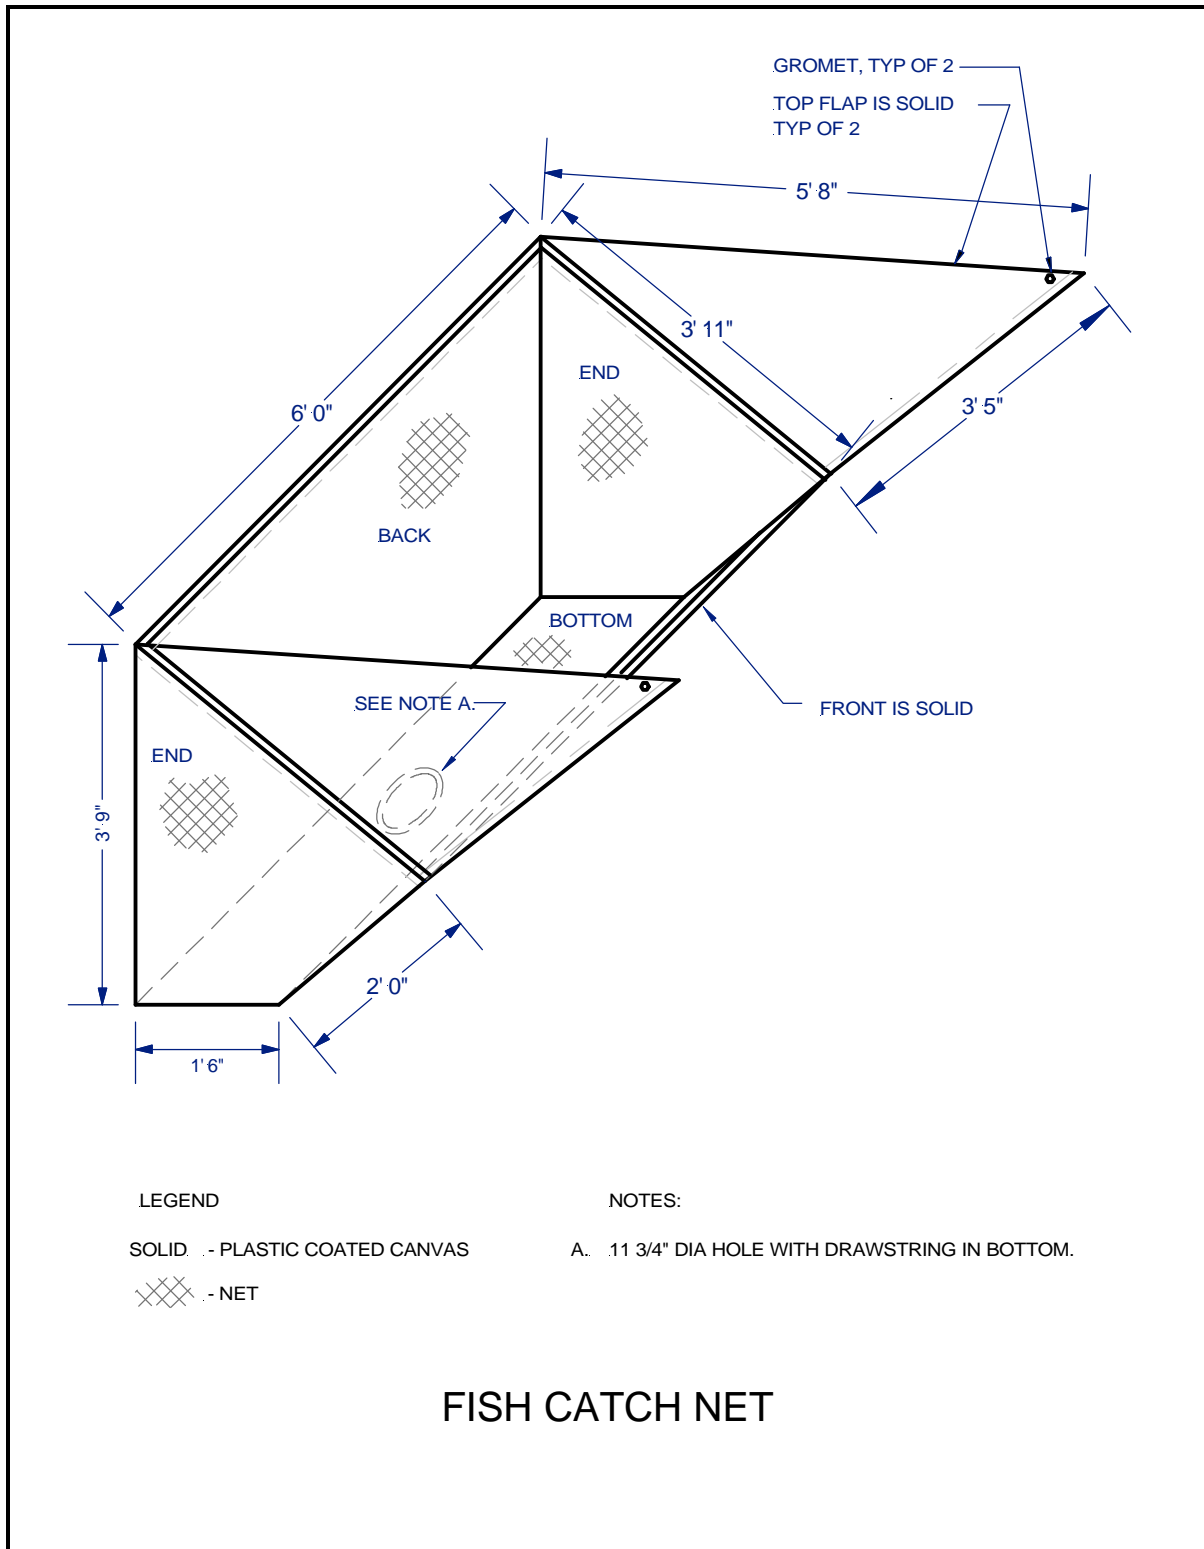 GROMET, TYP OF 2
TOP FLAP IS SOLID
TYP OF 2
5' 8"
3' 11"
END
6' 0"
3' 5"
BACK
BOTTOM
SEE NOTE A.
FRONT IS SOLID
END
3' 9"
2' 0"
1' 6"
LEGEND
NOTES:
SOLID - PLASTIC COATED CANVAS
A. 11 3/4" DIA HOLE WITH DRAWSTRING IN BOTTOM.
- NET
FISH CATCH NET